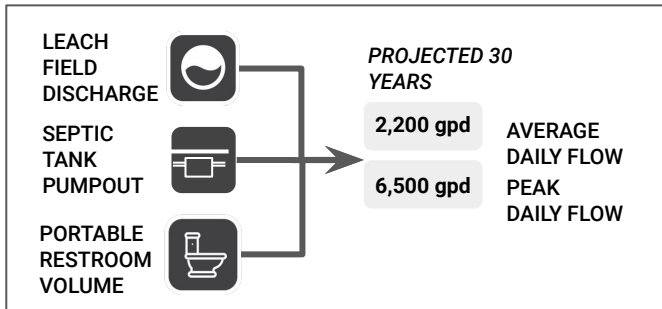 LEACH
FIELD
DISCHARGE
SEPTIC
TANK
PUMPOUT
PORTABLE
RESTROOM
VOLUME
PROJECTED 30
YEARS
2,200 gpd
AVERAGE
DAILY FLOW
6,500 gpd
PEAK
DAILY FLOW